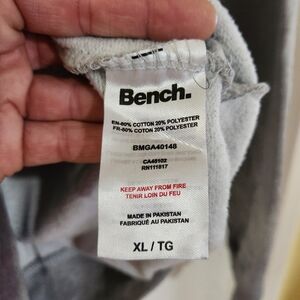 Bench.
EN-80% COTTON 20% POLYESTER
FR-80% COTON 20% POLYESTER
BMGA40148
CA40102
RN111817
KEEP AWAY FROM FIRE
TENIR LOIN DU FEU
MADE IN PAKISTAN
FABRIQUÉ AU PAKISTAN
XL / TG